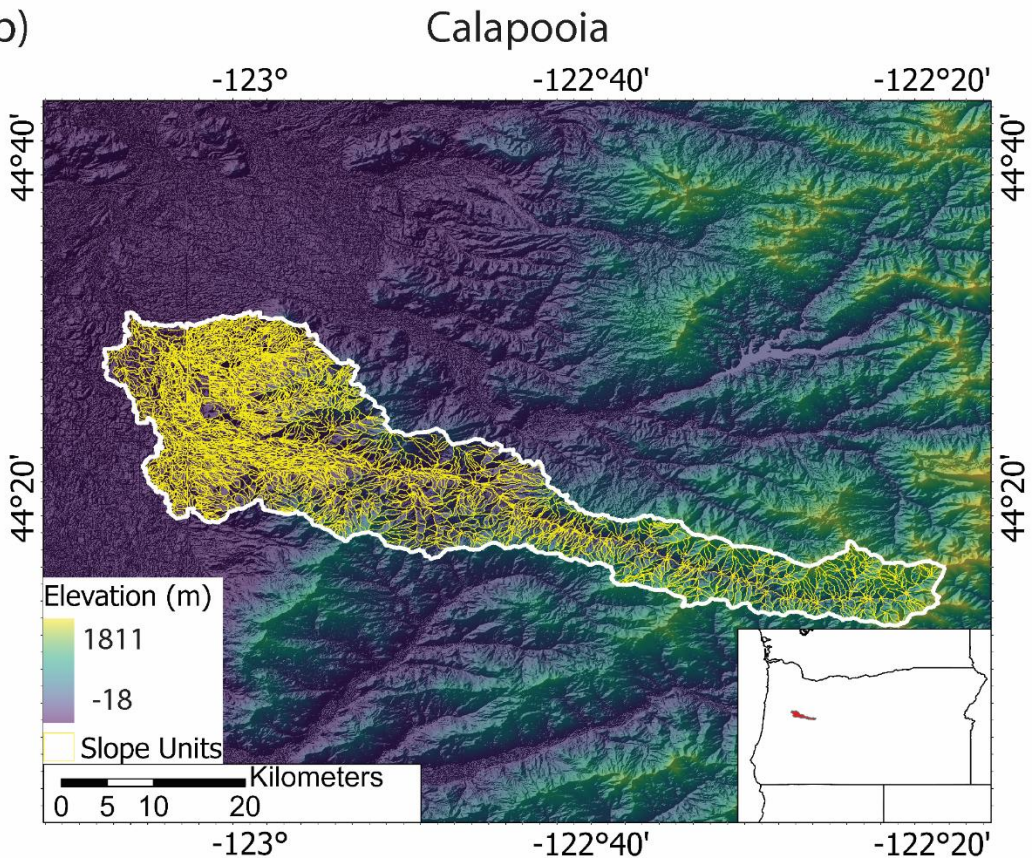 b)
Calapooia
-123° -122°40' -122°20'
44°40' 44°40'
44°20' 44°20'
Elevation (m)
1811
-18
Slope Units
Kilometers
0 5 10 20
-123° -122°40' -122°20'